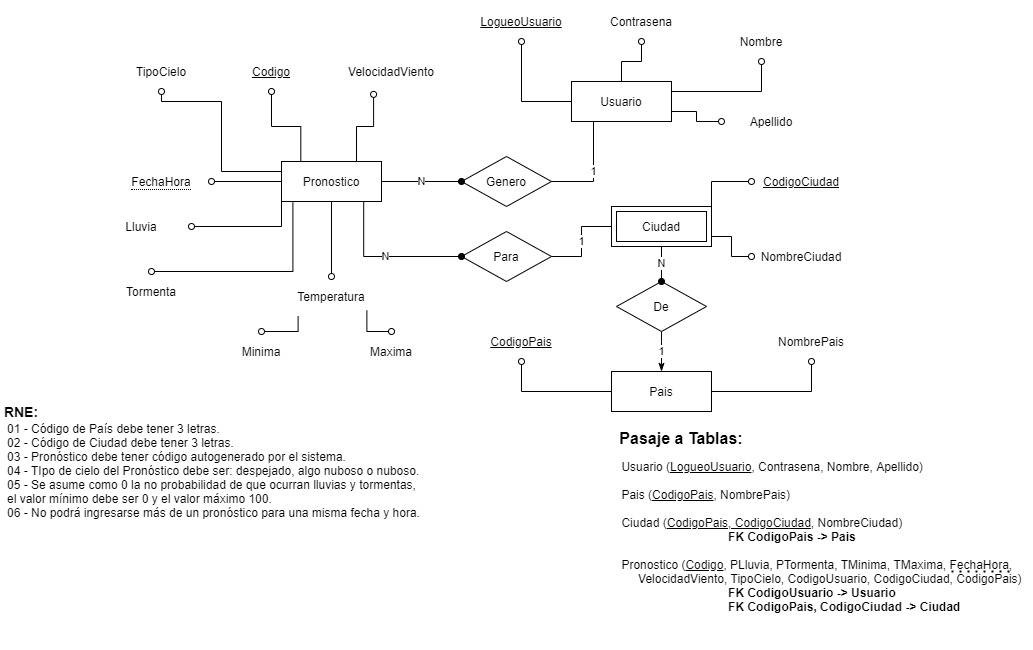 LogueoUsuario
Contrasena
Nombre
TipoCielo
Codigo
VelocidadViento
Usuario
Apellido
FechaHora
Pronostico
N
Genero
1
CodigoCiudad
Lluvia
Ciudad
1
N
Para
NombreCiudad
N
Tormenta
Temperatura
De
Minima
Maxima
CodigoPais
1
NombrePais
Pais
RNE:
01 - Código de País debe tener 3 letras.
02 - Código de Ciudad debe tener 3 letras.
03 - Pronóstico debe tener código autogenerado por el sistema.
04 - TIpo de cielo del Pronóstico debe ser: despejado, algo nuboso o nuboso.
05 - Se asume como 0 la no probabilidad de que ocurran lluvias y tormentas,
el valor mínimo debe ser 0 y el valor máximo 100.
06 - No podrá ingresarse más de un pronóstico para una misma fecha y hora.
Pasaje a Tablas:
Usuario (LogueoUsuario, Contrasena, Nombre, Apellido)
Pais (CodigoPais, NombrePais)
Ciudad (CodigoPais, CodigoCiudad, NombreCiudad)
FK CodigoPais -> Pais
Pronostico (Codigo, PLluvia, PTormenta, TMinima, TMaxima, FechaHora,
VelocidadViento, TipoCielo, CodigoUsuario, CodigoCiudad, CodigoPais)
FK CodigoUsuario -> Usuario
FK CodigoPais, CodigoCiudad -> Ciudad